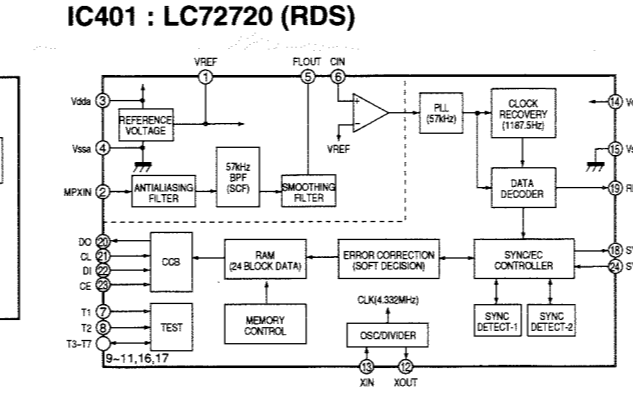 IC401 : LC72720 (RDS)
VREF
FLOUT
CIN
1
5
6
Vdda
3
REFERENCE
VOLTAGE
Vssa
4
+
−
VREF
PLL
(57kHz)
CLOCK
RECOVERY
(1187.5Hz)
14
15
MPXIN
2
ANTIALIASING
FILTER
57kHz
BPF
(SCF)
SMOOTHING
FILTER
DATA
DECODER
19
DO
20
CL
21
DI
22
CE
23
CCB
RAM
(24 BLOCK DATA)
ERROR CORRECTION
(SOFT DECISION)
SYNC/EC
CONTROLLER
18
24
T1
7
T2
8
T3-T7
9~11,16,17
TEST
MEMORY
CONTROL
CLK(4.332MHz)
OSC/DIVIDER
SYNC
DETECT-1
SYNC
DETECT-2
13
12
XIN
XOUT